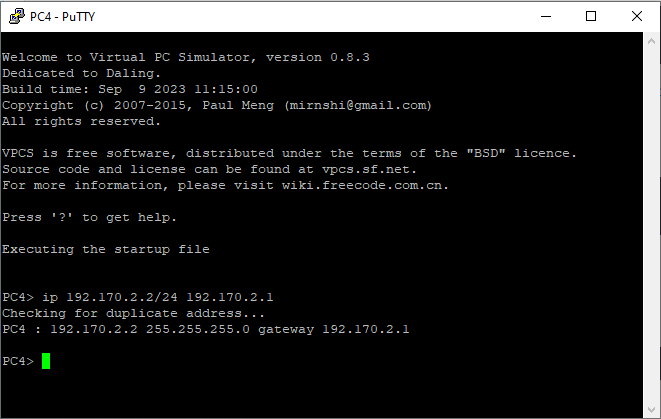 PC4 - PuTTY
Welcome to Virtual PC Simulator, version 0.8.3
Dedicated to Daling.
Build time: Sep  9 2023 11:15:00
Copyright (c) 2007-2015, Paul Meng (mirnshi@gmail.com)
All rights reserved.
VPCS is free software, distributed under the terms of the "BSD" licence.
Source code and license can be found at vpcs.sf.net.
For more information, please visit wiki.freecode.com.cn.
Press '?' to get help.
Executing the startup file
PC4> ip 192.170.2.2/24 192.170.2.1
Checking for duplicate address...
PC4 : 192.170.2.2 255.255.255.0 gateway 192.170.2.1
PC4>